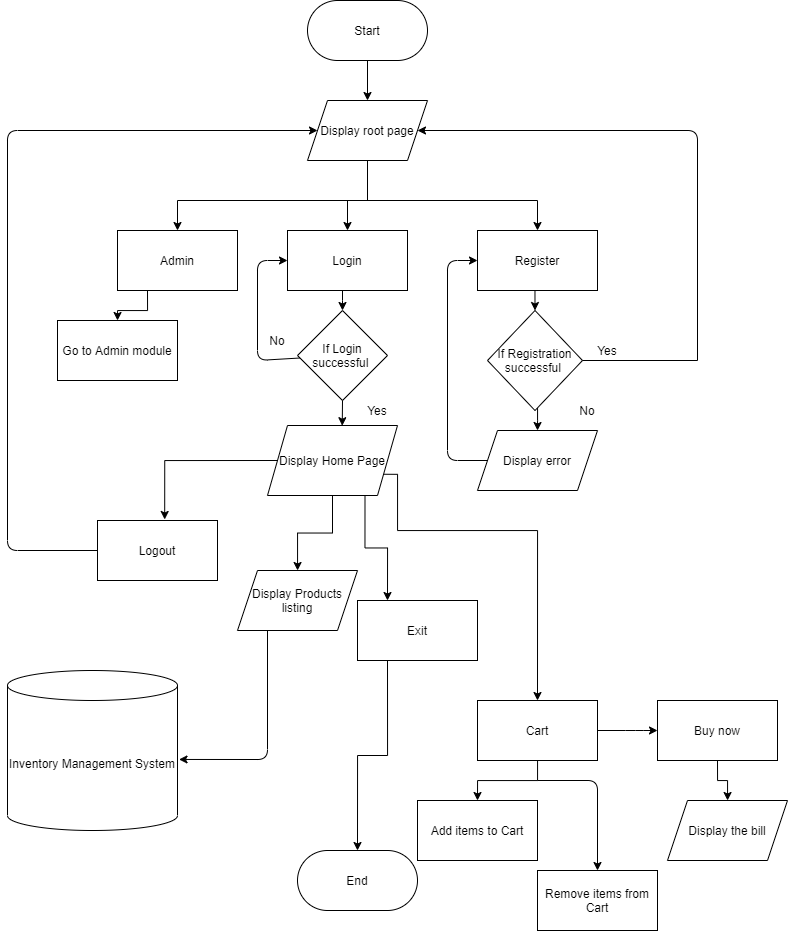 Start
Display root page
Admin
Login
Register
Go to Admin module
No
If Login
successful
If Registration
successful
Yes
Yes
No
Display Home Page
Display error
Logout
Display Products
listing
Exit
Inventory Management System
Cart
Buy now
Add items to Cart
Display the bill
End
Remove items from
Cart